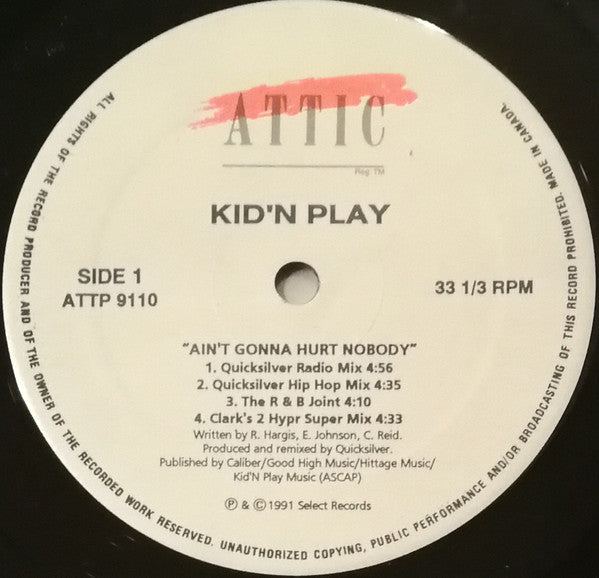 ATTIC
Reg TM
KID'N PLAY
SIDE 1
ATTP 9110
33 1/3 RPM
"AIN'T GONNA HURT NOBODY"
1. Quicksilver Radio Mix 4:56
2. Quicksilver Hip Hop Mix 4:35
3. The R & B Joint 4:10
4. Clark's 2 Hypr Super Mix 4:33
Written by R. Hargis, E. Johnson, C. Reid.
Produced and remixed by Quicksilver.
Published by Caliber/Good High Music/Hittage Music/
Kid'N Play Music (ASCAP)
Ⓟ & © 1991 Select Records
ALL RIGHTS OF THE RECORD PRODUCER AND OF THE OWNER OF THE RECORDED WORK RESERVED. UNAUTHORIZED COPYING, PUBLIC PERFORMANCE AND/OR BROADCASTING OF THIS RECORD PROHIBITED. MADE IN CANADA.